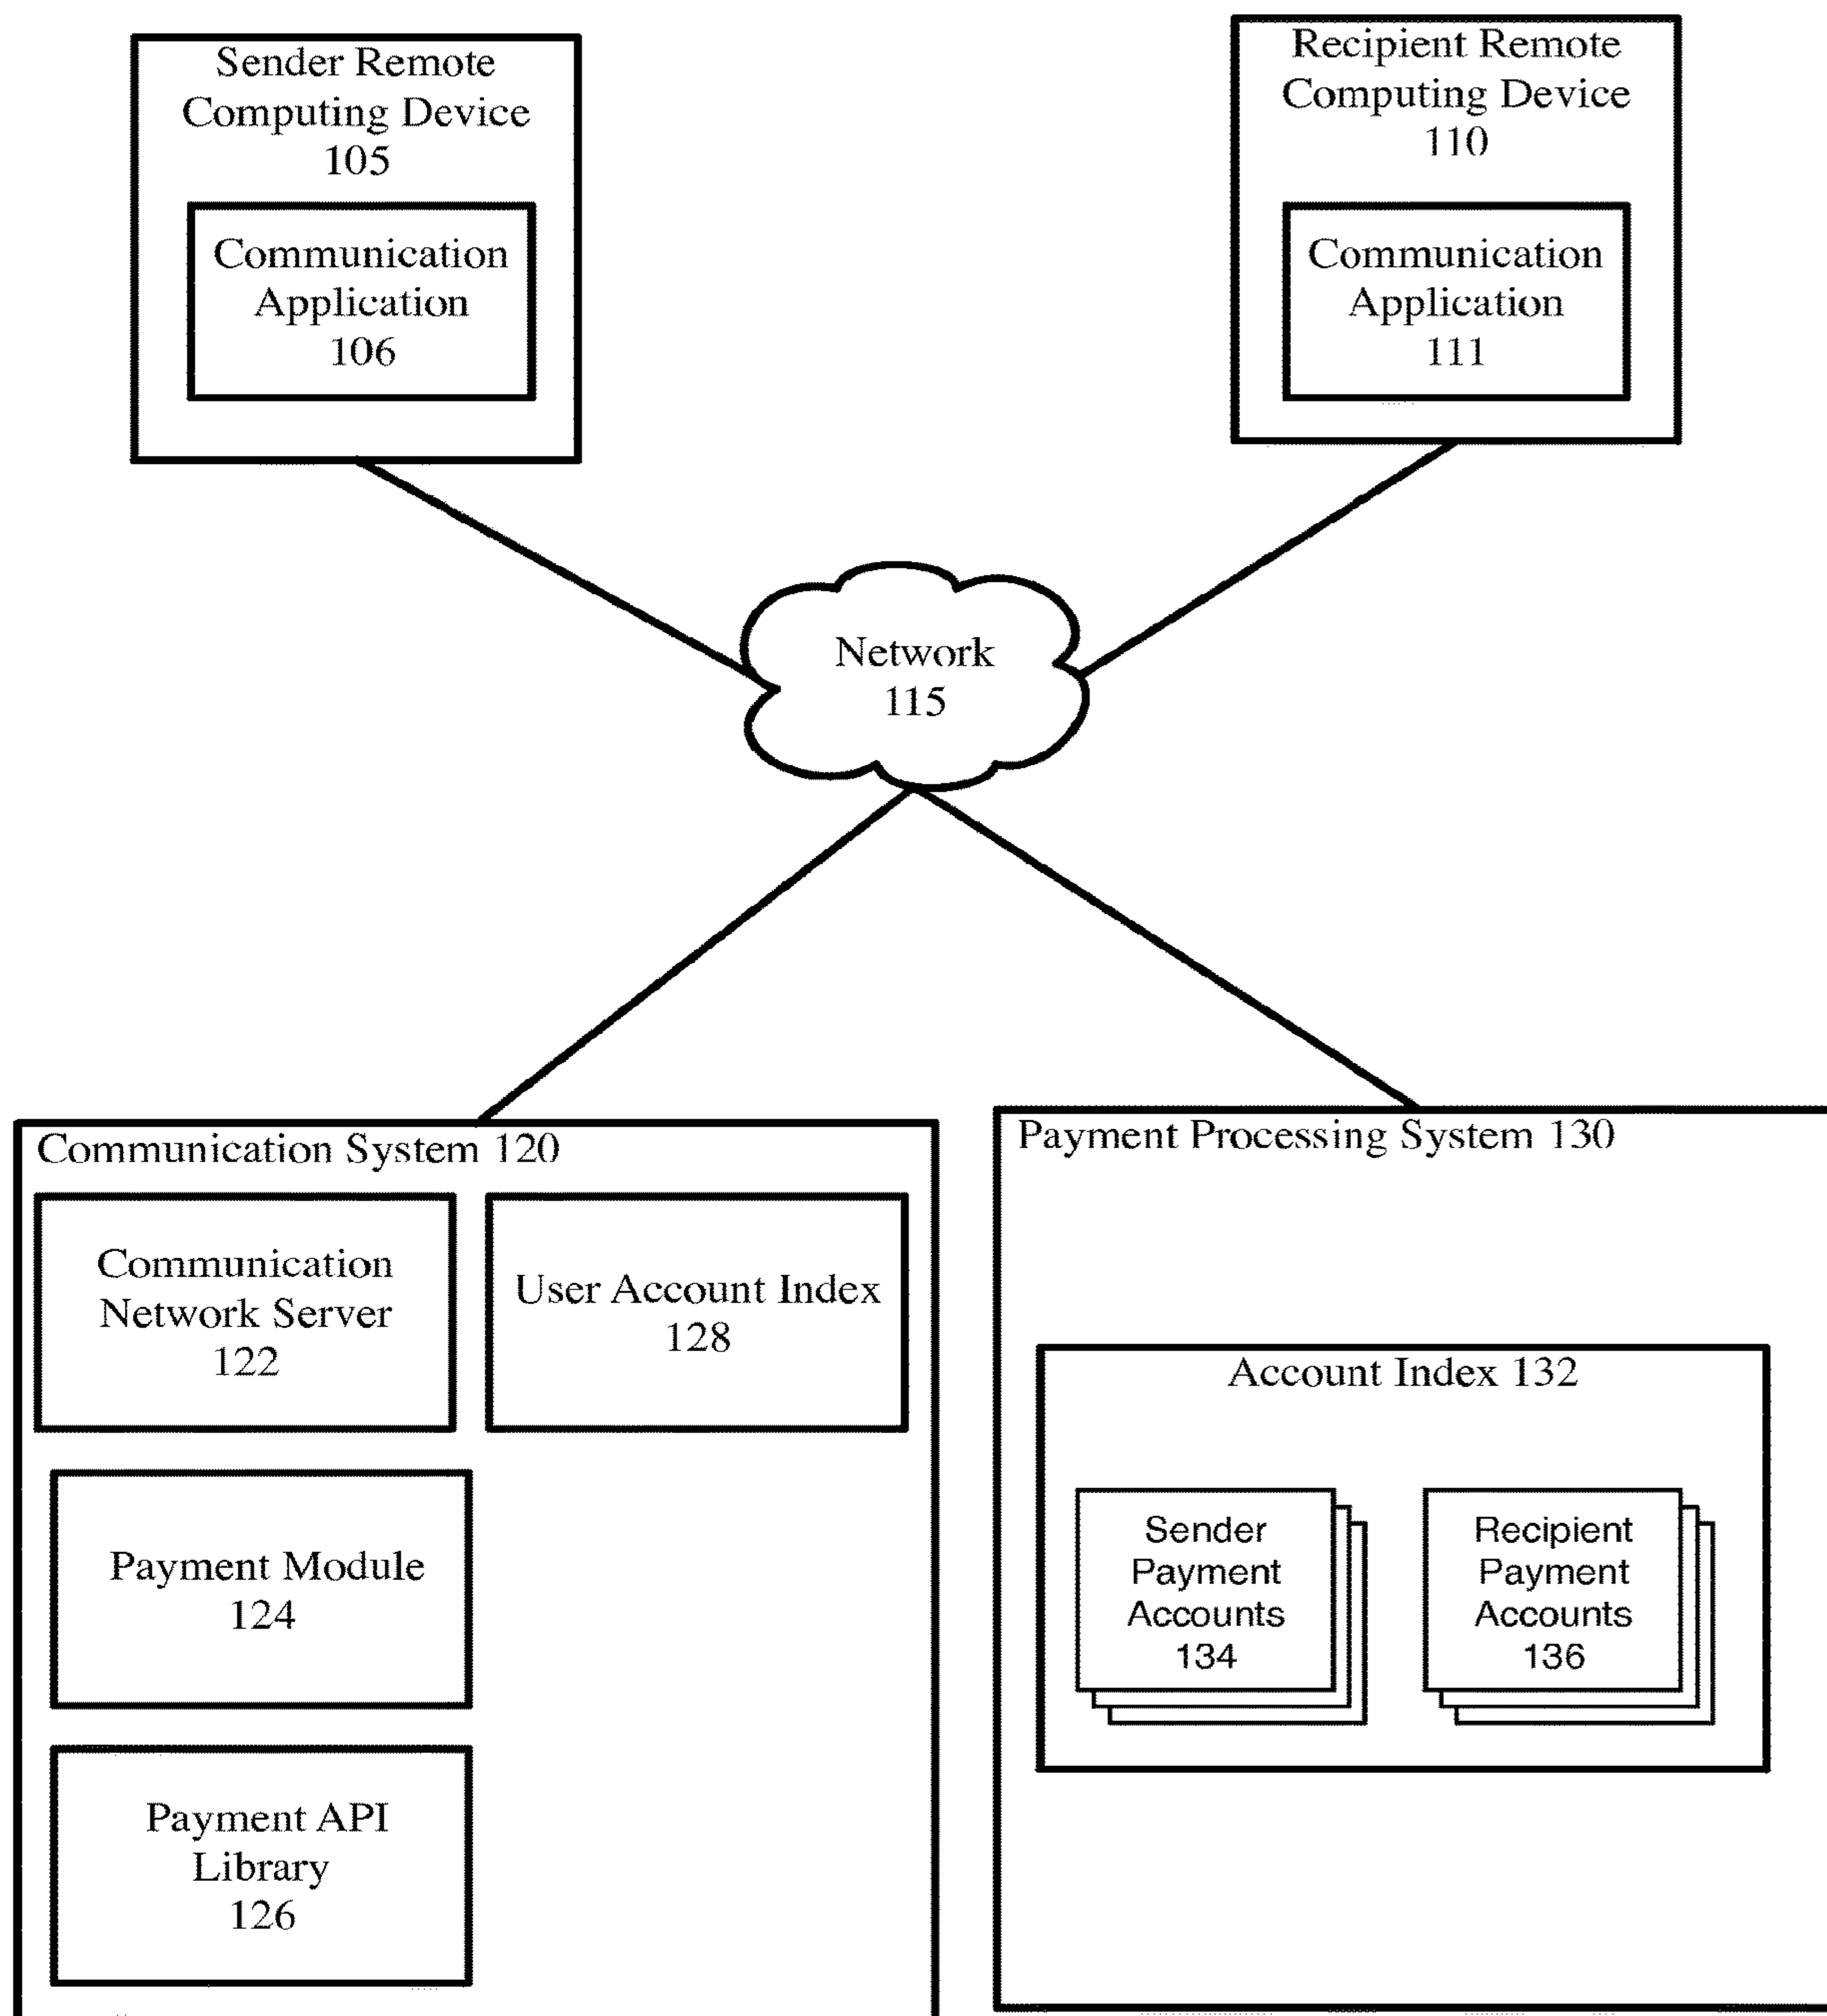 Sender Remote
Computing Device
105
Communication
Application
106
Recipient Remote
Computing Device
110
Communication
Application
111
Network
115
Communication System 120
Communication
Network Server
122
User Account Index
128
Payment Module
124
Payment API
Library
126
Payment Processing System 130
Account Index 132
Sender
Payment
Accounts
134
Recipient
Payment
Accounts
136